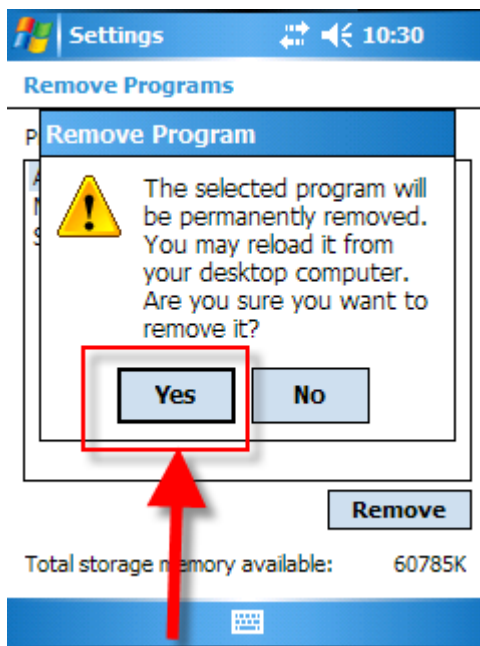 Settings 10:30
Remove Programs
P
Remove Program
The selected program will
be permanently removed.
You may reload it from
your desktop computer.
Are you sure you want to
remove it?
Yes No
Remove
Total storage memory available: 60785K